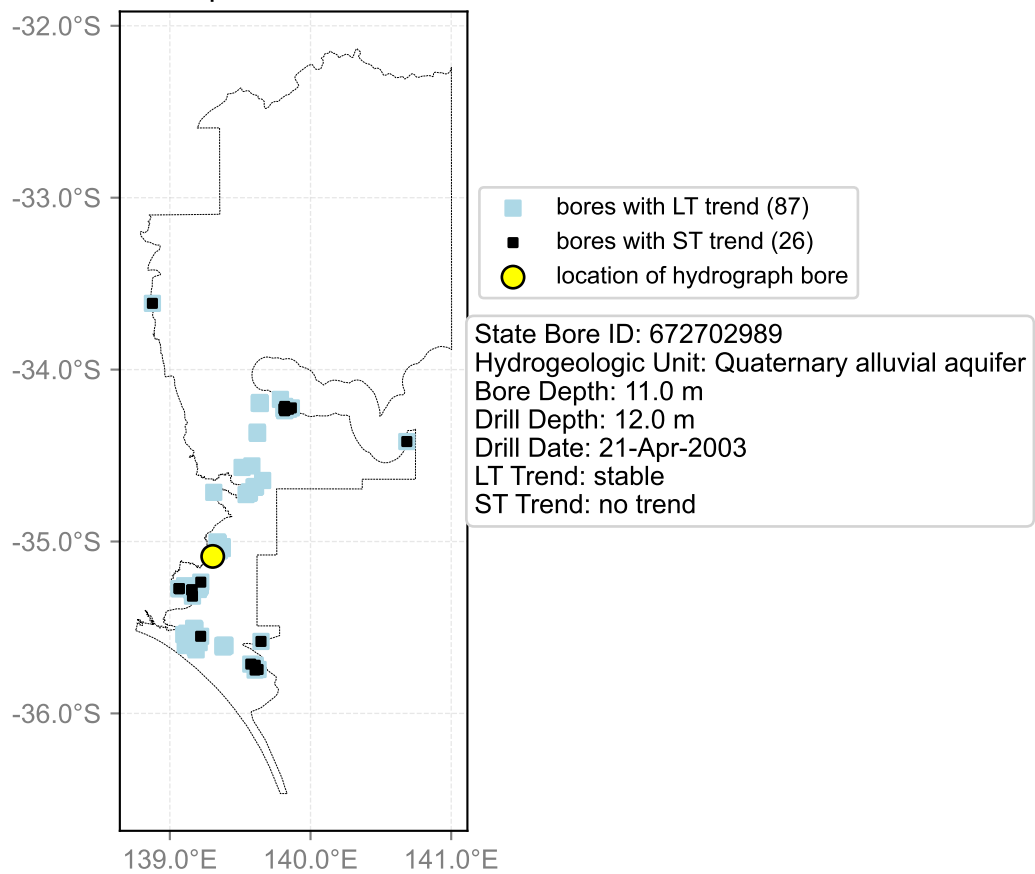 -32.0°S
-33.0°S
-34.0°S
-35.0°S
-36.0°S
139.0°E 140.0°E 141.0°E
bores with LT trend (87)
bores with ST trend (26)
location of hydrograph bore
State Bore ID: 672702989
Hydrogeologic Unit: Quaternary alluvial aquifer
Bore Depth: 11.0 m
Drill Depth: 12.0 m
Drill Date: 21-Apr-2003
LT Trend: stable
ST Trend: no trend